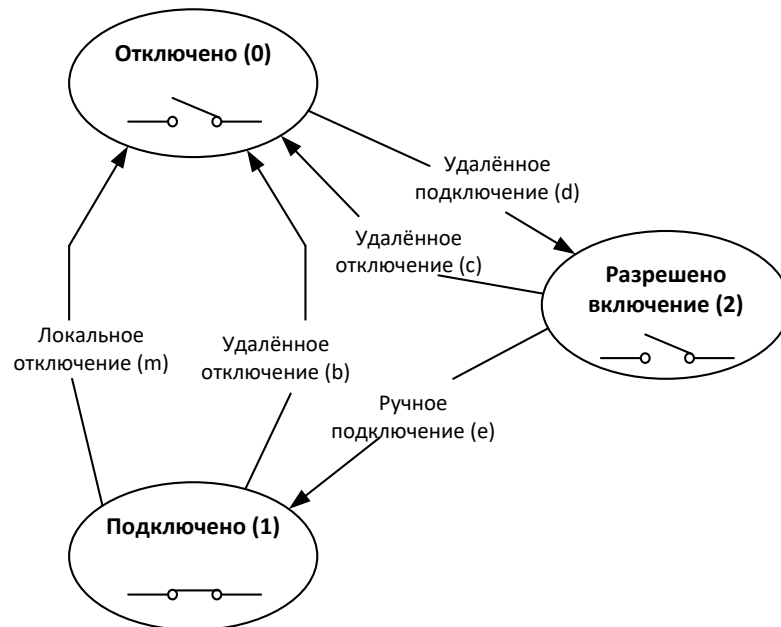 Отключено (0)
Удалённое
подключение (d)
Удалённое
отключение (c)
Разрешено
включение (2)
Локальное
отключение (m)
Удалённое
отключение (b)
Ручное
подключение (e)
Подключено (1)